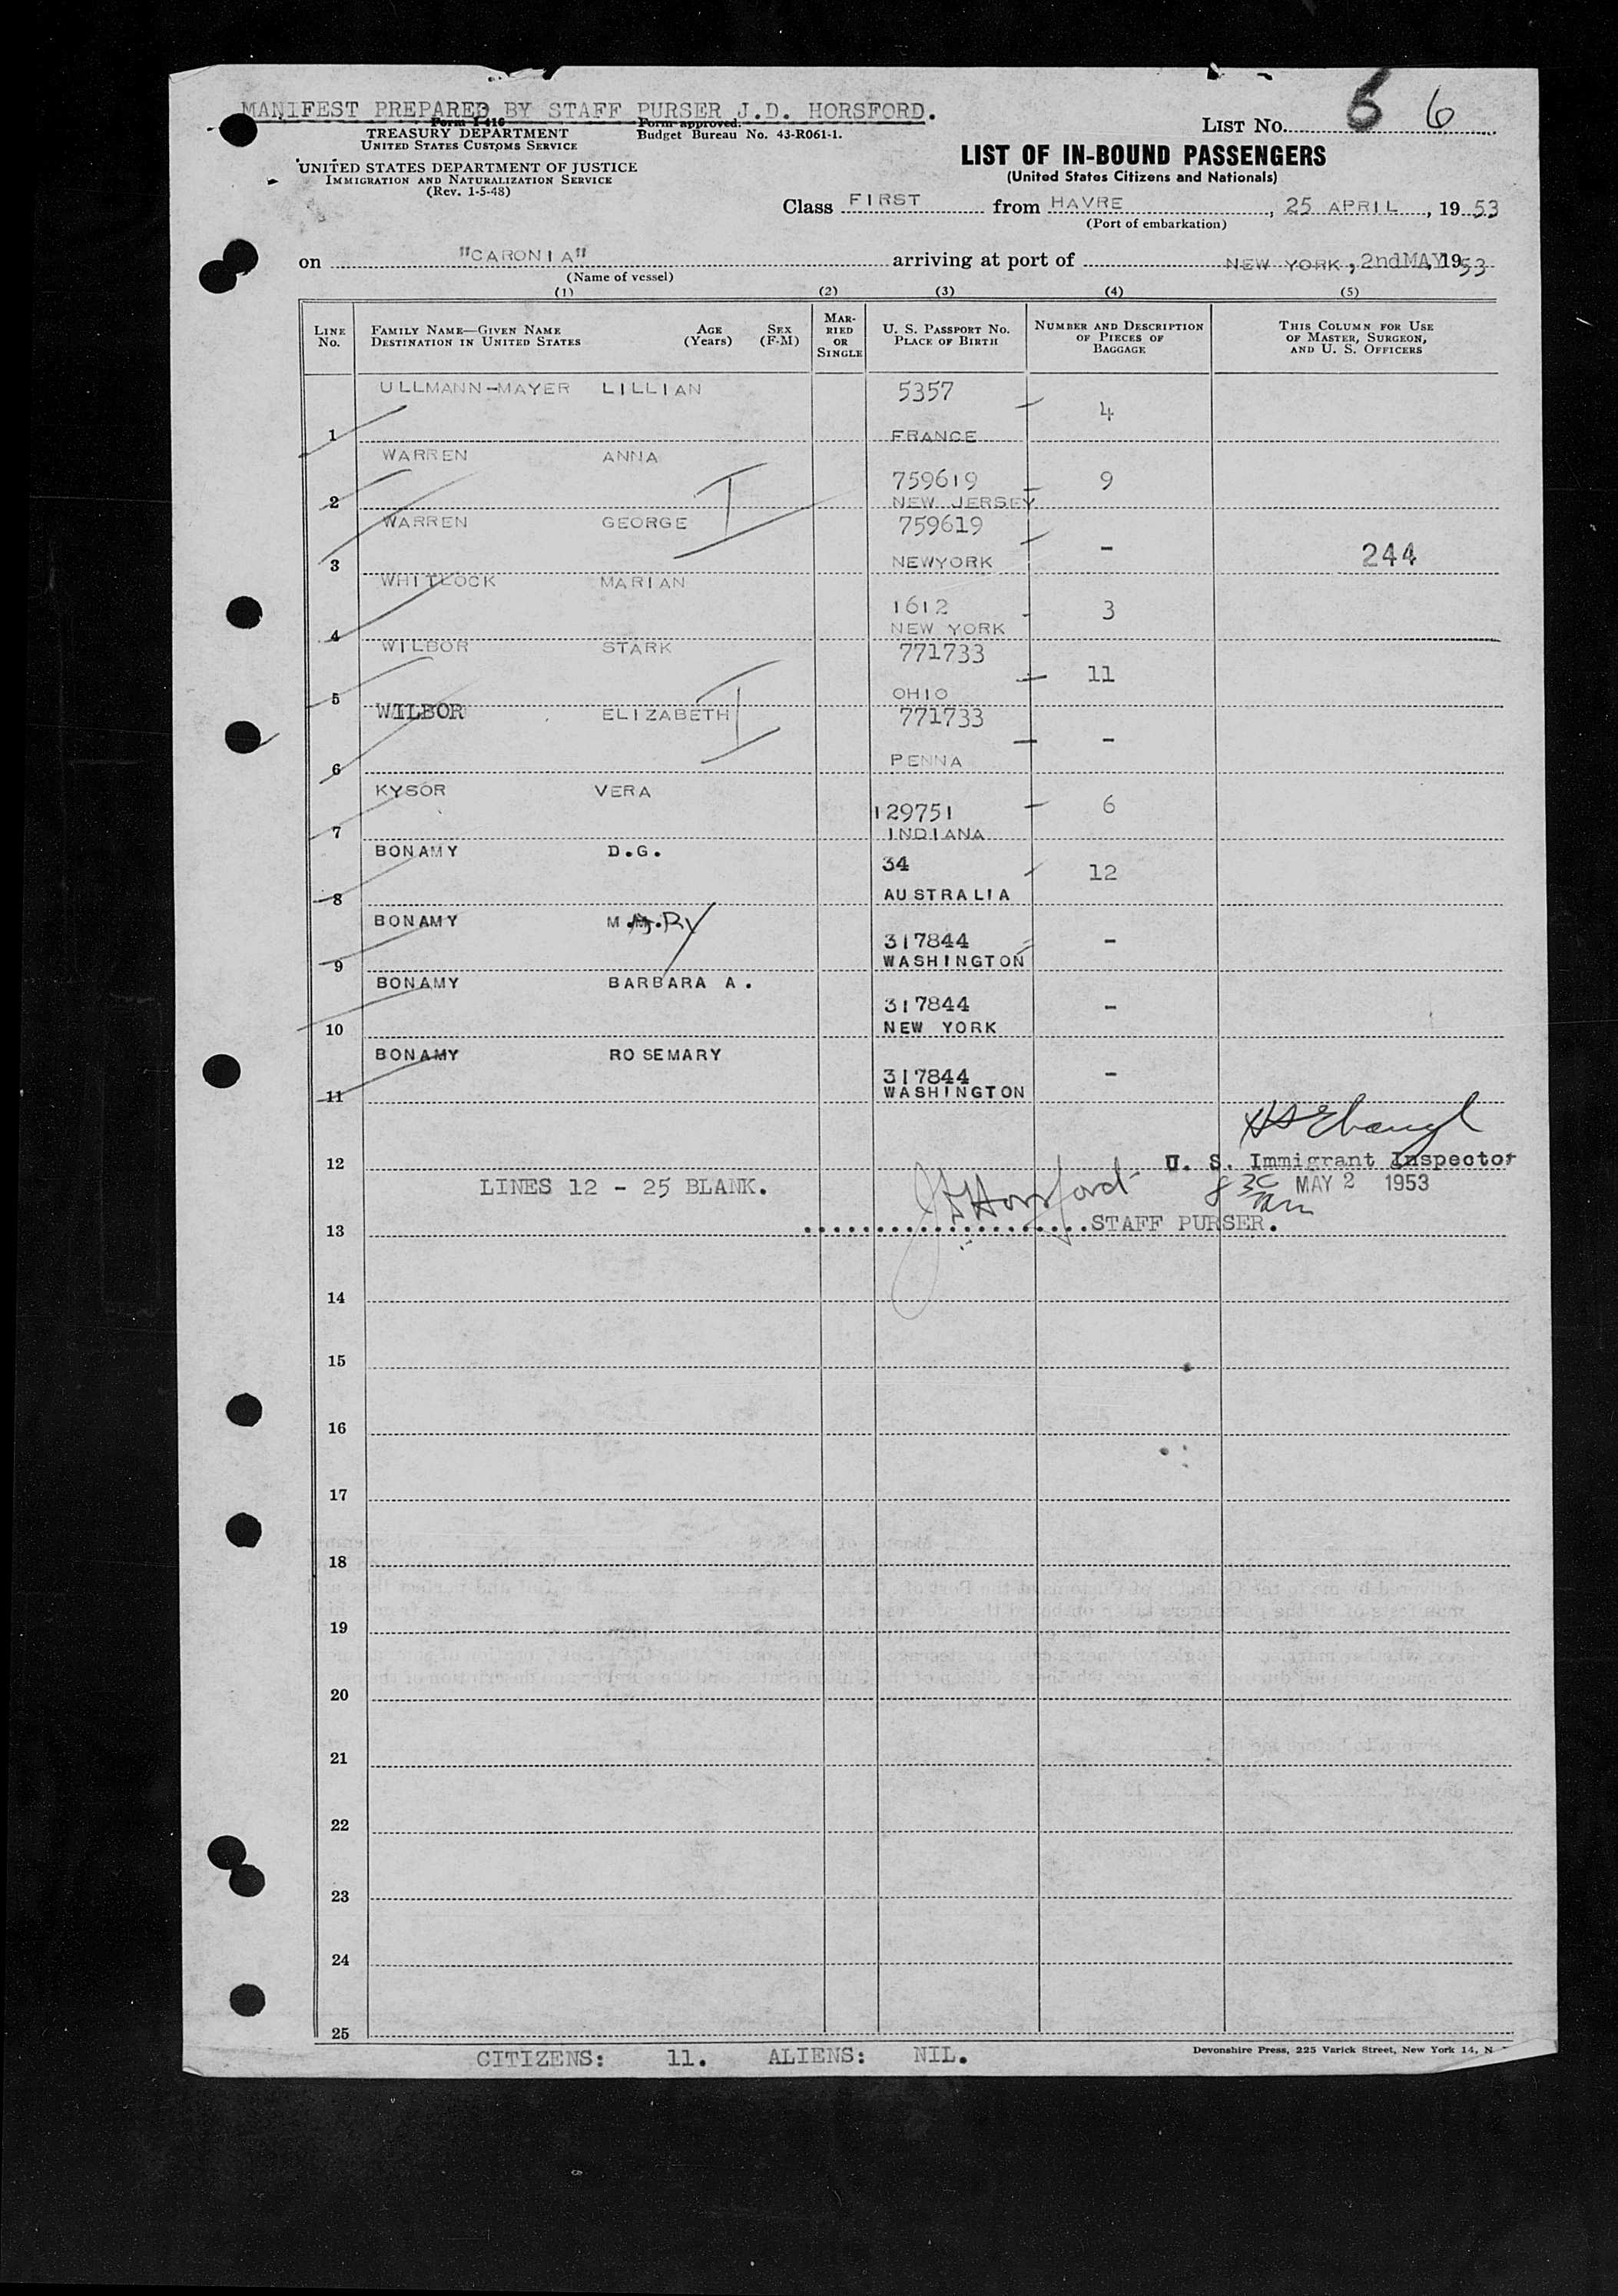 MANIFEST PREPARED BY STAFF PURSER J.D. HORSFORD.
Form I-416
TREASURY DEPARTMENT
UNITED STATES CUSTOMS SERVICE
Form approved.
Budget Bureau No. 43-R061-1.
UNITED STATES DEPARTMENT OF JUSTICE
IMMIGRATION AND NATURALIZATION SERVICE
(Rev. 1-5-48)
LIST No. 6 6
LIST OF IN-BOUND PASSENGERS
(United States Citizens and Nationals)
Class FIRST from HAVRE, 25 APRIL, 1953
(Port of embarkation)
on "CARONIA" arriving at port of NEW YORK, 2nd MAY 1953
(Name of vessel)
(1) (2) (3) (4) (5)
LINE No. FAMILY NAME—GIVEN NAME DESTINATION IN UNITED STATES AGE (Years) SEX (F-M) MARRIED OR SINGLE U. S. PASSPORT No. PLACE OF BIRTH NUMBER AND DESCRIPTION OF PIECES OF BAGGAGE THIS COLUMN FOR USE OF MASTER, SURGEON, AND U. S. OFFICERS
1 ULLMANN-MAYER LILLIAN 5357 FRANCE 4
2 WARREN ANNA 759619 NEW JERSEY 9
3 WARREN GEORGE 759619 NEWYORK - 244
4 WHITLOCK MARIAN 1612 NEW YORK 3
5 WILBOR STARK 771733 OHIO 11
6 WILBOR ELIZABETH 771733 PENNA -
7 KYSOR VERA 129751 INDIANA 6
8 BONAMY D.G. 34 AUSTRALIA 12
9 BONAMY MARY 317844 WASHINGTON -
10 BONAMY BARBARA A. 317844 NEW YORK -
11 BONAMY ROSEMARY 317844 WASHINGTON -
12
U. S. Immigrant Inspector
LINES 12 - 25 BLANK.
JD Horsford
8 30 AM MAY 2 1953
13 ....................STAFF PURSER.
14
15
16
17
18
19
20
21
22
23
24
25
CITIZENS: 11. ALIENS: NIL.
Devonshire Press, 225 Varick Street, New York 14, N